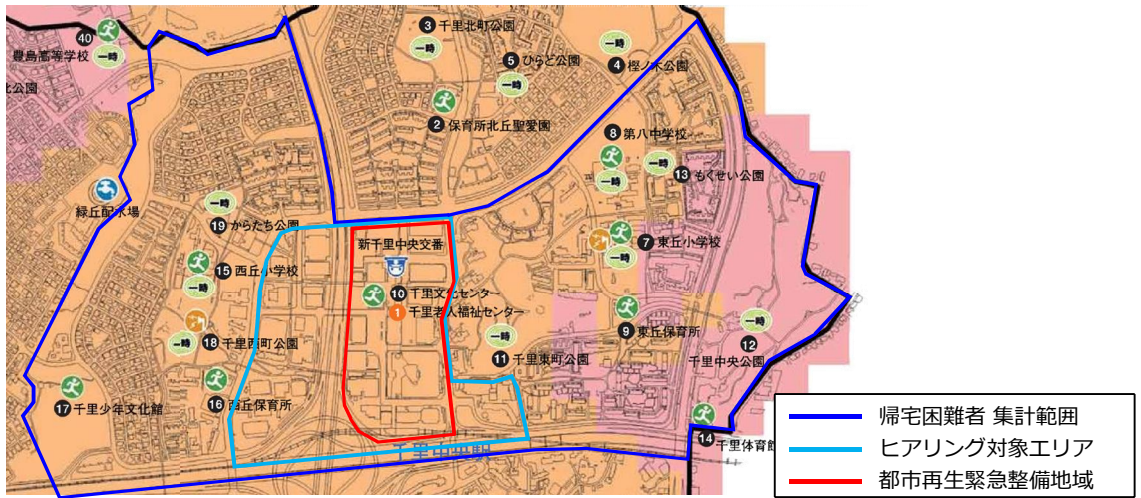 40
豊島高等学校
一時
北公園
3 千里北町公園
一時
5 ひらど公園
一時
一時
4 樫ノ木公園
2 保育所北丘聖愛園
8 第八中学校
一時
一時
13 もくせい公園
緑丘配水場
一時
19 からたち公園
新千里中央交番
7 東丘小学校
一時
15 西丘小学校
一時
10 千里文化センター
1 千里老人福祉センター
9 東丘保育所
一時
12
千里中央公園
一時
18 千里西町公園
一時
11 千里東町公園
17 千里少年文化館
16 西丘保育所
14 千里体育館
千里中央駅
帰宅困難者 集計範囲
ヒアリング対象エリア
都市再生緊急整備地域